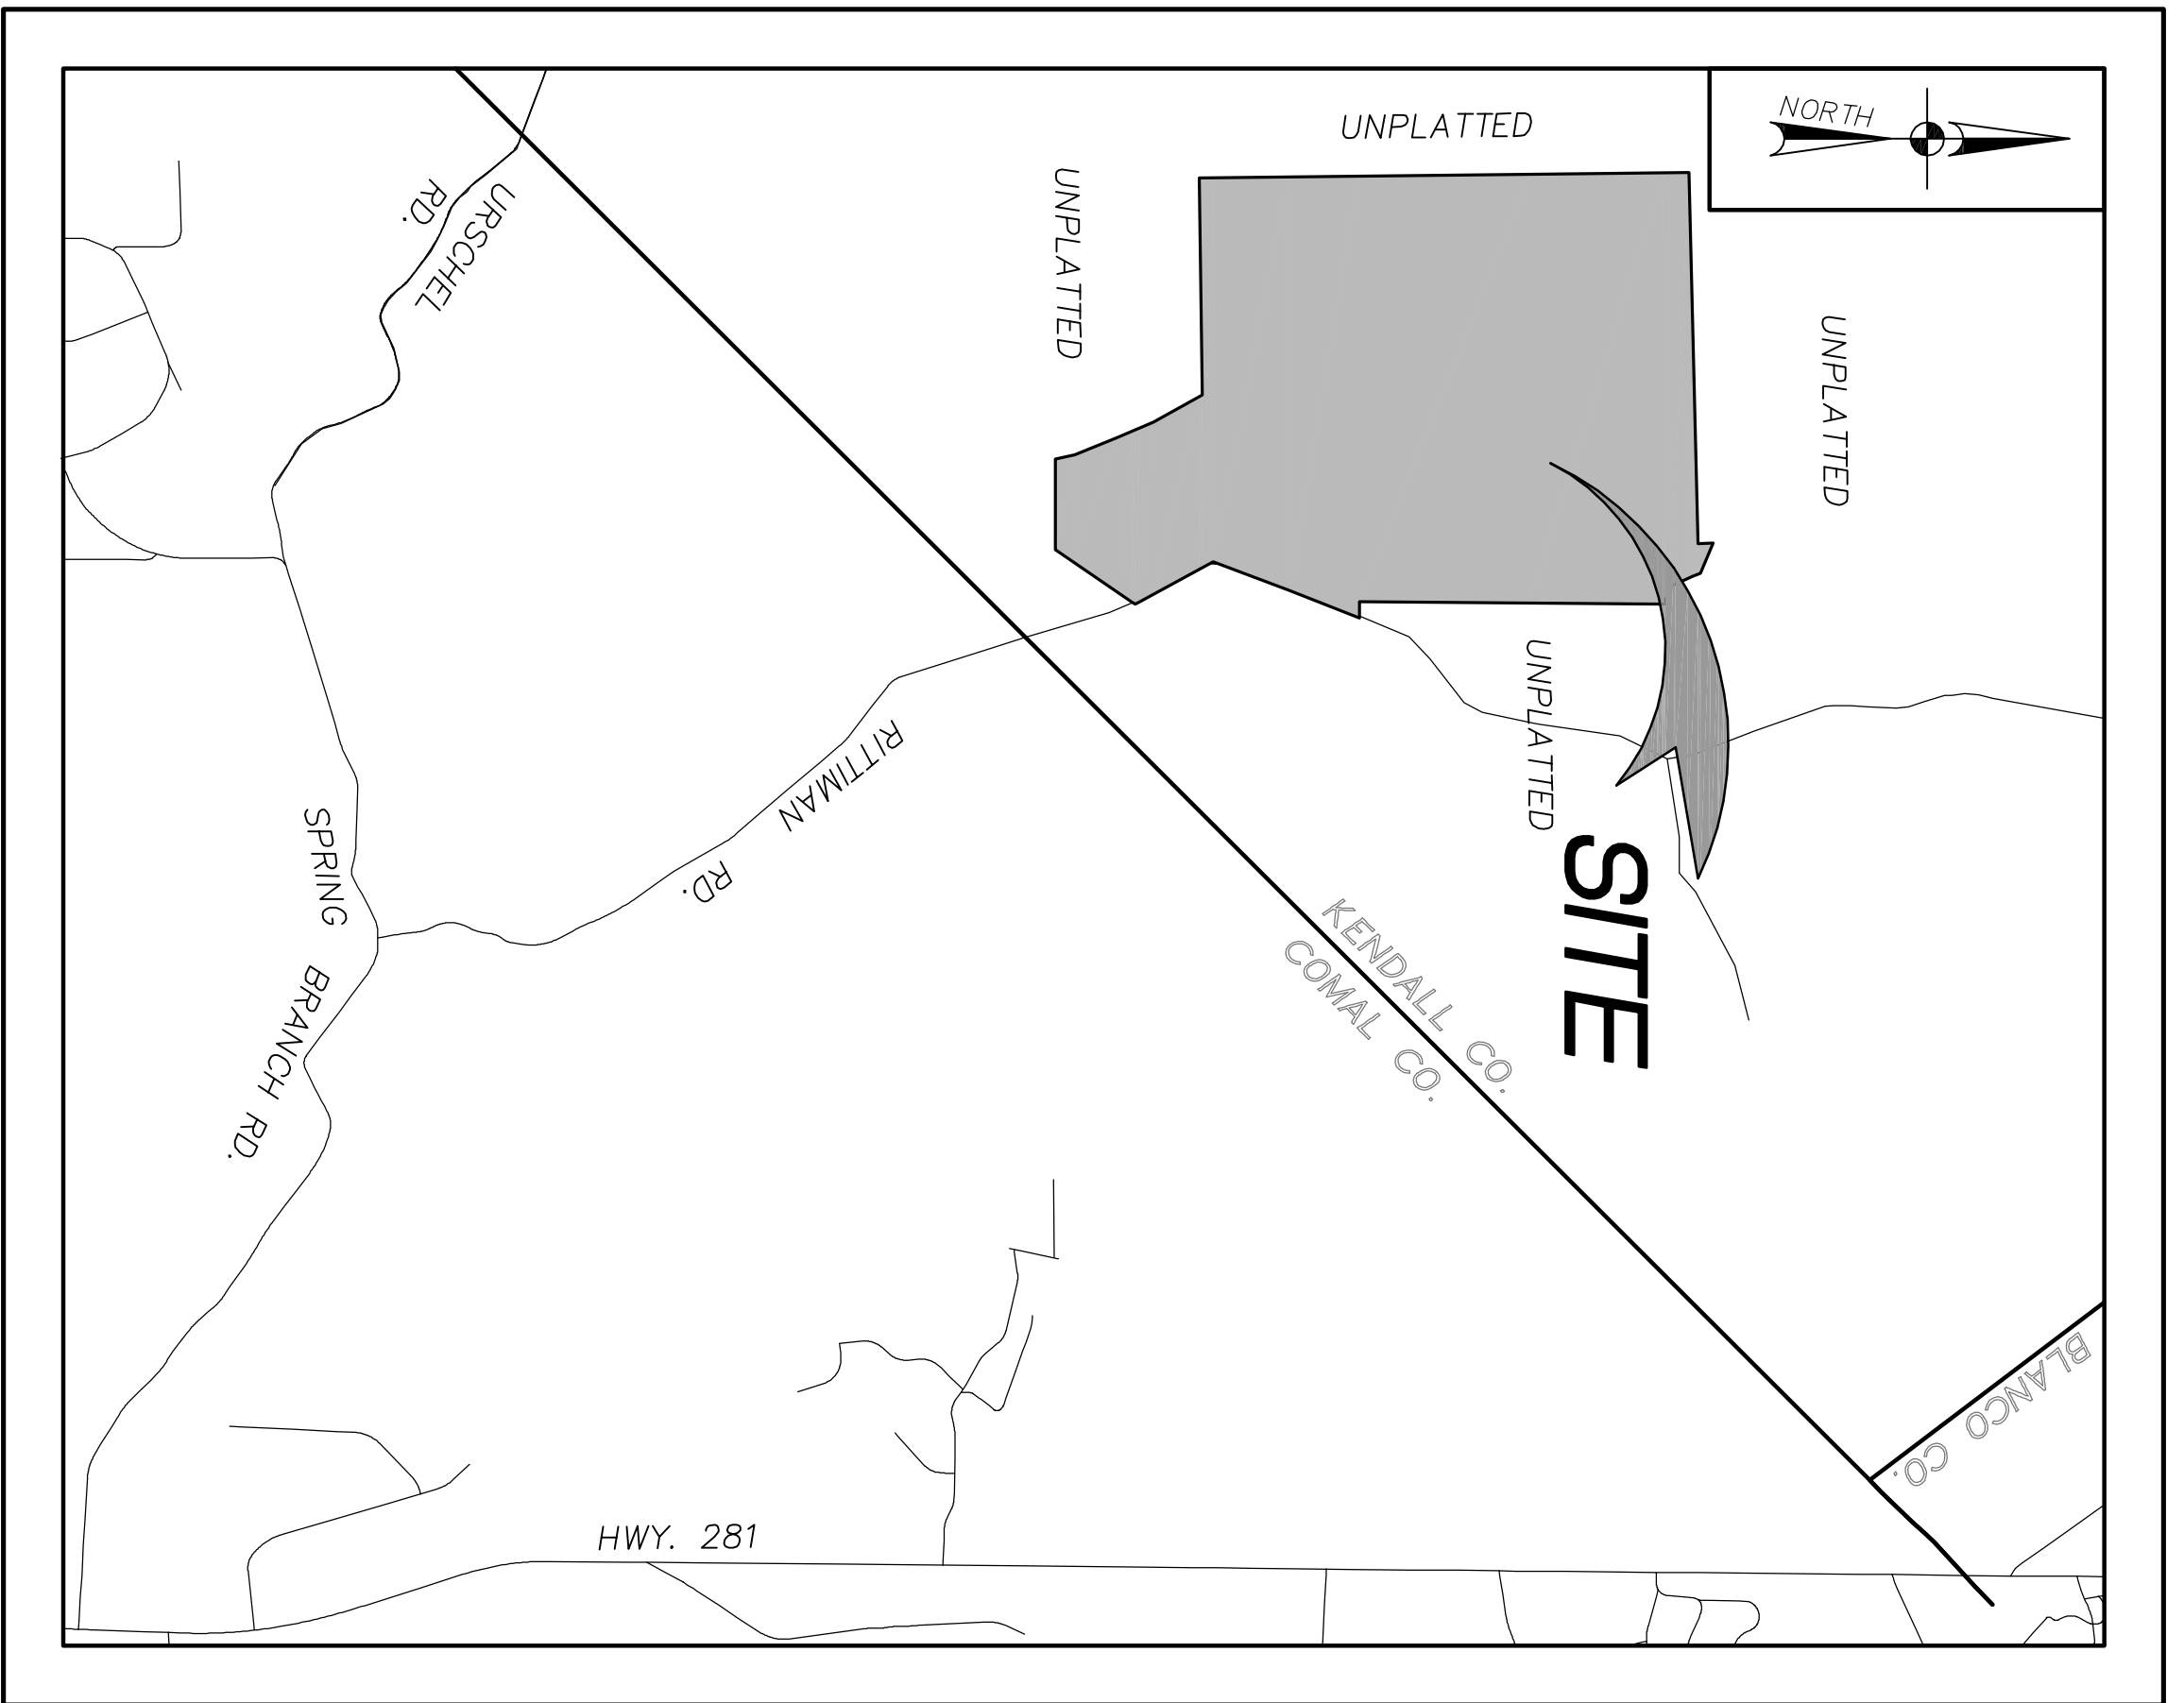 NORTH
UNPLATTED
UNPLATTED
UNPLATTED
UNPLATTED
URSCHEL
RD.
RITTIMAN
RD.
SITE
SPRING
BRANCH RD.
KENDALL CO.
COMAL CO.
BLANCO CO.
HWY. 281